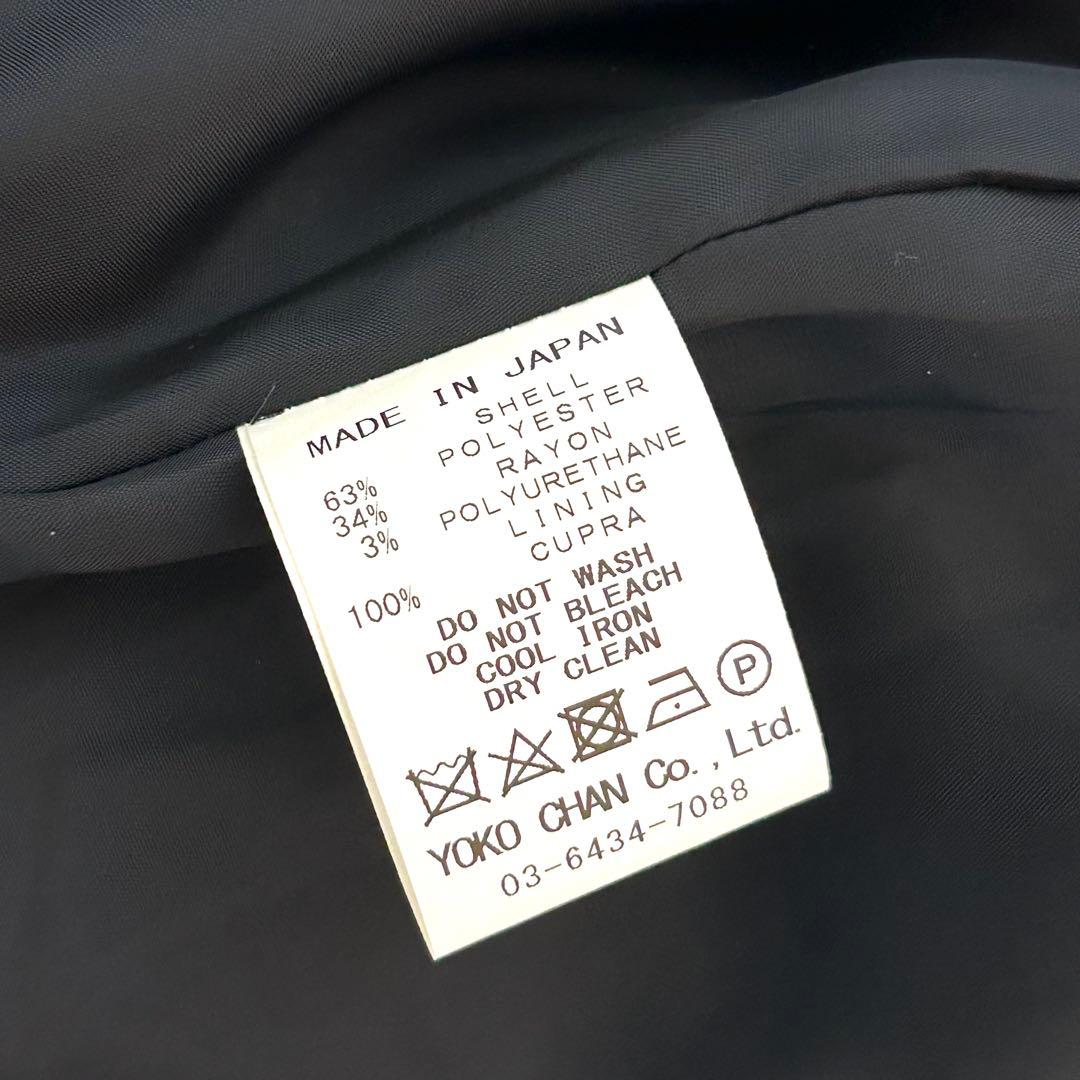 MADE IN JAPAN
SHELL
63% POLYESTER
34% RAYON
3% POLYURETHANE
LINING
100% CUPRA
DO NOT WASH
DO NOT BLEACH
COOL IRON
DRY CLEAN
P
YOKO CHAN Co.,Ltd.
03-6434-7088